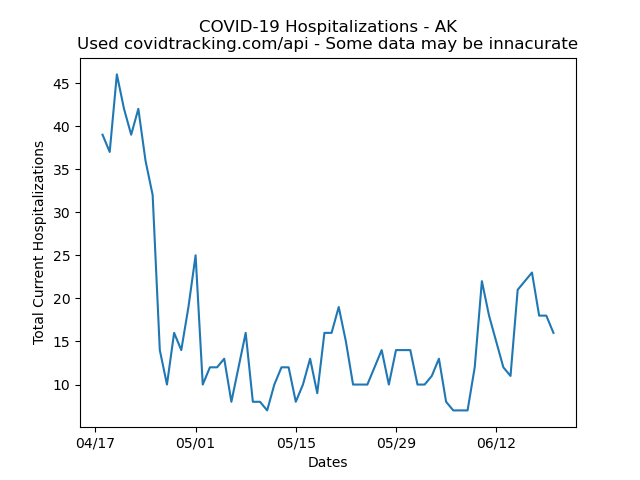 COVID-19 Hospitalizations - AK
Used covidtracking.com/api - Some data may be innacurate
45
40
35
30
25
20
15
10
Total Current Hospitalizations
04/17 05/01 05/15 05/29 06/12
Dates